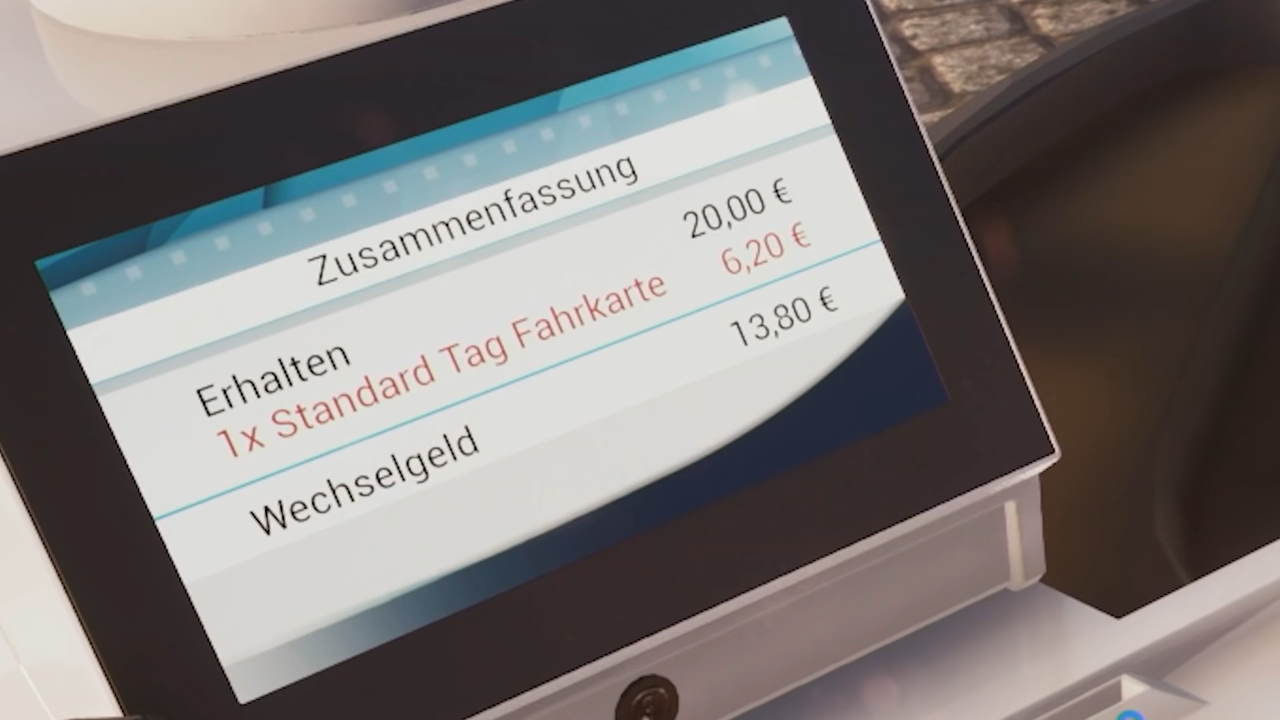 Zusammenfassung
Erhalten 20,00 €
1x Standard Tag Fahrkarte 6,20 €
Wechselgeld 13,80 €